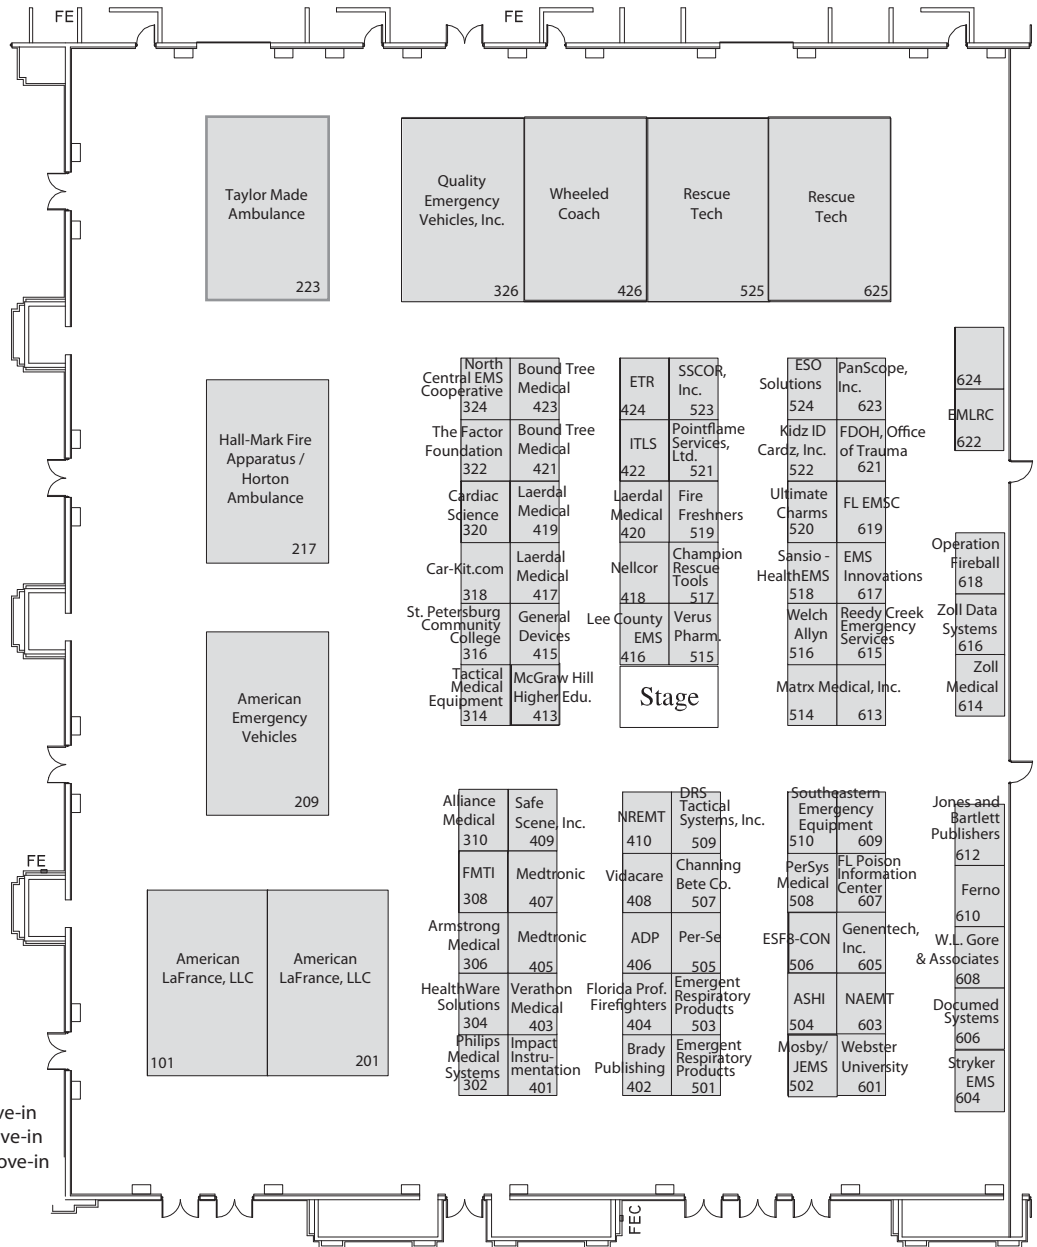 FE
FE
Taylor Made
Ambulance
223
Quality
Emergency
Vehicles, Inc.
326
Wheeled
Coach
426
Rescue
Tech
525
Rescue
Tech
625
Hall-Mark Fire
Apparatus /
Horton
Ambulance
217
American
Emergency
Vehicles
209
FE
American
LaFrance, LLC
101
American
LaFrance, LLC
201
North
Central EMS
Cooperative
324
Bound Tree
Medical
423
The Factor
Foundation
322
Bound Tree
Medical
421
Cardiac
Science
320
Laerdal
Medical
419
Car-Kit.com
318
Laerdal
Medical
417
St. Petersburg
Community
College
316
General
Devices
415
Tactical
Medical
Equipment
314
McGraw Hill
Higher Edu.
413
ETR
424
SSCOR,
Inc.
523
ITLS
422
Pointflame
Services,
Ltd.
521
Laerdal
Medical
420
Fire
Freshners
519
Nellcor
418
Champion
Rescue
Tools
517
Lee County
EMS
416
Verus
Pharm.
515
Stage
ESO
Solutions
524
PanScope,
Inc.
623
Kidz ID
Cardz, Inc.
522
FDOH, Office
of Trauma
621
Ultimate
Charms
520
FL EMSC
619
Sansio -
HealthEMS
518
EMS
Innovations
617
Welch
Allyn
516
Reedy Creek
Emergency
Services
615
Matrx Medical, Inc.
514
613
624
EMLRC
622
Operation
Fireball
618
Zoll Data
Systems
616
Zoll
Medical
614
Alliance
Medical
310
Safe
Scene, Inc.
409
FMTI
308
Medtronic
407
Armstrong
Medical
306
Medtronic
405
HealthWare
Solutions
304
Verathon
Medical
403
Philips
Medical
Systems
302
Impact
Instru-
mentation
401
NREMT
410
DRS
Tactical
Systems, Inc.
509
Vidacare
408
Channing
Bete Co.
507
ADP
406
Per-Se
505
Florida Prof.
Firefighters
404
Emergent
Respiratory
Products
503
Brady
Publishing
402
Emergent
Respiratory
Products
501
Southeastern
Emergency
Equipment
510
609
PerSys
Medical
508
FL Poison
Information
Center
607
ESF8-CON
506
Genentech,
Inc.
605
ASHI
504
NAEMT
603
Mosby/
JEMS
502
Webster
University
601
Jones and
Bartlett
Publishers
612
Ferno
610
W.L. Gore
& Associates
608
Documed
Systems
606
Stryker
EMS
604
ve-in
ve-in
ove-in
FEC